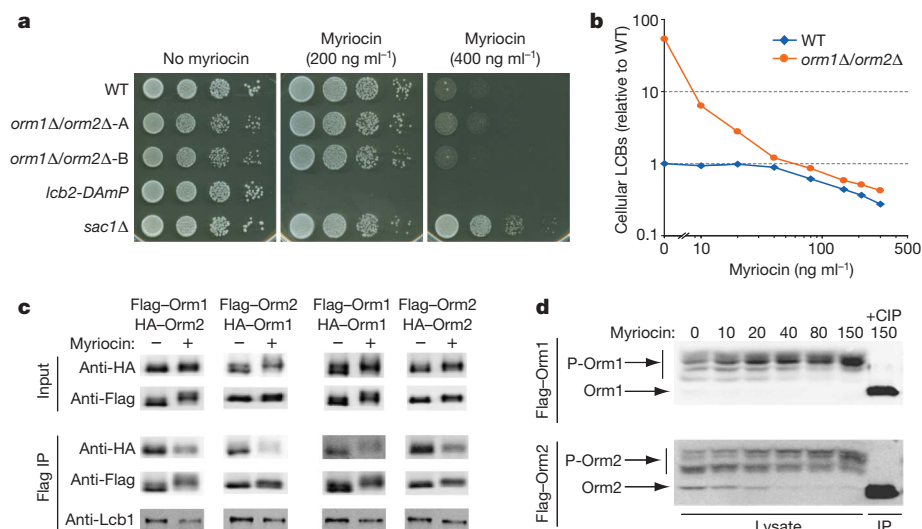 a
No myriocin
Myriocin
(200 ng ml⁻¹)
Myriocin
(400 ng ml⁻¹)
WT
orm1Δ/orm2Δ-A
orm1Δ/orm2Δ-B
lcb2-DAmP
sac1Δ
b
Cellular LCBs (relative to WT)
100
10
1
0.1
0
10
100
500
Myriocin (ng ml⁻¹)
WT
orm1Δ/orm2Δ
c
Flag–Orm1 Flag–Orm2 Flag–Orm1 Flag–Orm2
HA–Orm2 HA–Orm1 HA–Orm1 HA–Orm2
Myriocin: – + – + – + – +
Input
Anti-HA
Anti-Flag
Flag IP
Anti-HA
Anti-Flag
Anti-Lcb1
d
+CIP
Myriocin: 0 10 20 40 80 150 150
Flag–Orm1
P-Orm1
Orm1
Flag–Orm2
P-Orm2
Orm2
Lysate IP